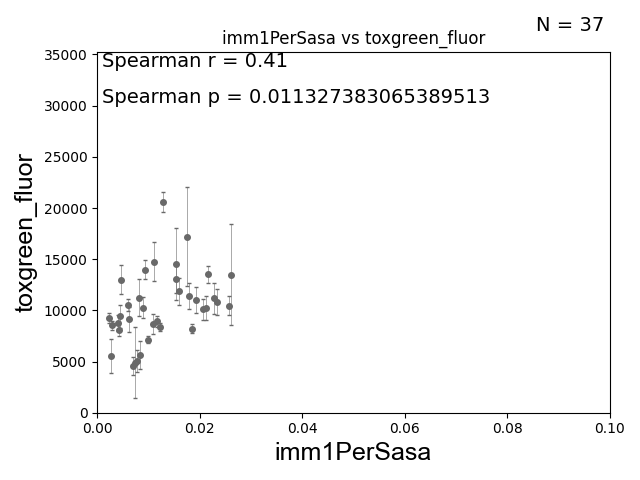 N = 37
imm1PerSasa vs toxgreen_fluor
Spearman r = 0.41
Spearman p = 0.011327383065389513
toxgreen_fluor
35000
30000
25000
20000
15000
10000
5000
0
0.00 0.02 0.04 0.06 0.08 0.10
imm1PerSasa